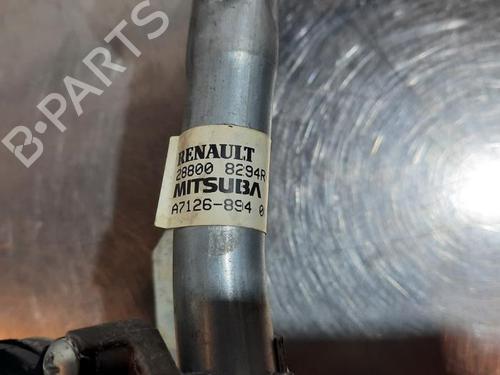 B-PARTS
RENAULT
28800 8294R
MITSUBA
A7126-894 0